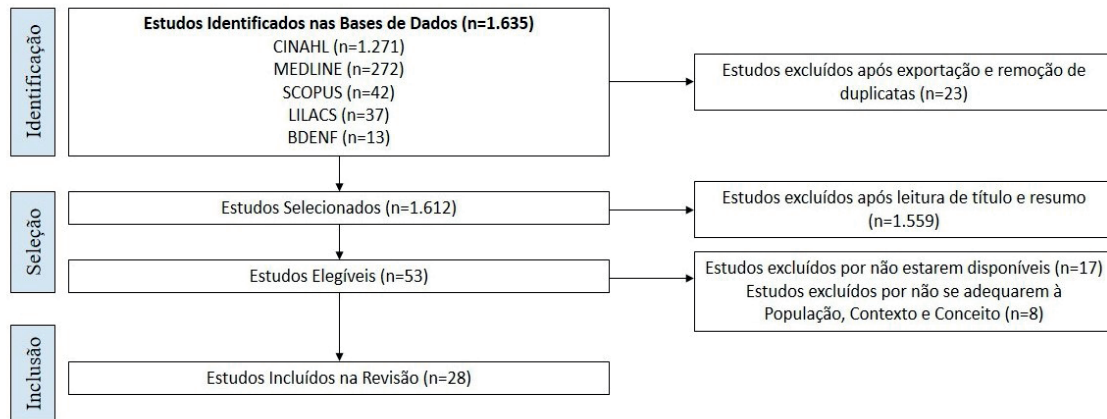 Identificação
Estudos Identificados nas Bases de Dados (n=1.635)
CINAHL (n=1.271)
MEDLINE (n=272)
SCOPUS (n=42)
LILACS (n=37)
BDENF (n=13)
Estudos excluídos após exportação e remoção de
duplicatas (n=23)
Seleção
Estudos Selecionados (n=1.612)
Estudos excluídos após leitura de título e resumo
(n=1.559)
Estudos Elegíveis (n=53)
Estudos excluídos por não estarem disponíveis (n=17)
Estudos excluídos por não se adequarem à
População, Contexto e Conceito (n=8)
Inclusão
Estudos Incluídos na Revisão (n=28)